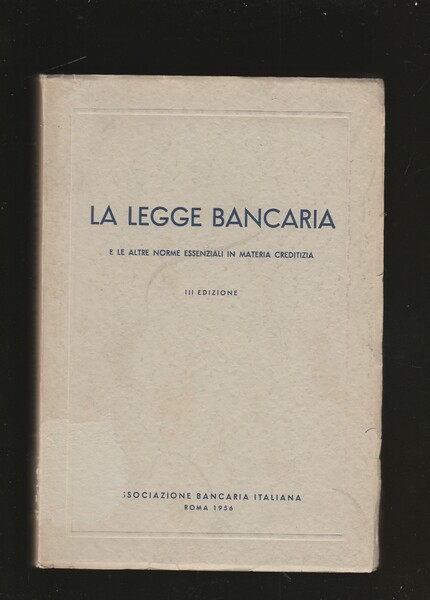 LA LEGGE BANCARIA
E LE ALTRE NORME ESSENZIALI IN MATERIA CREDITIZIA
III EDIZIONE
SSOCIAZIONE BANCARIA ITALIANA
ROMA 1956